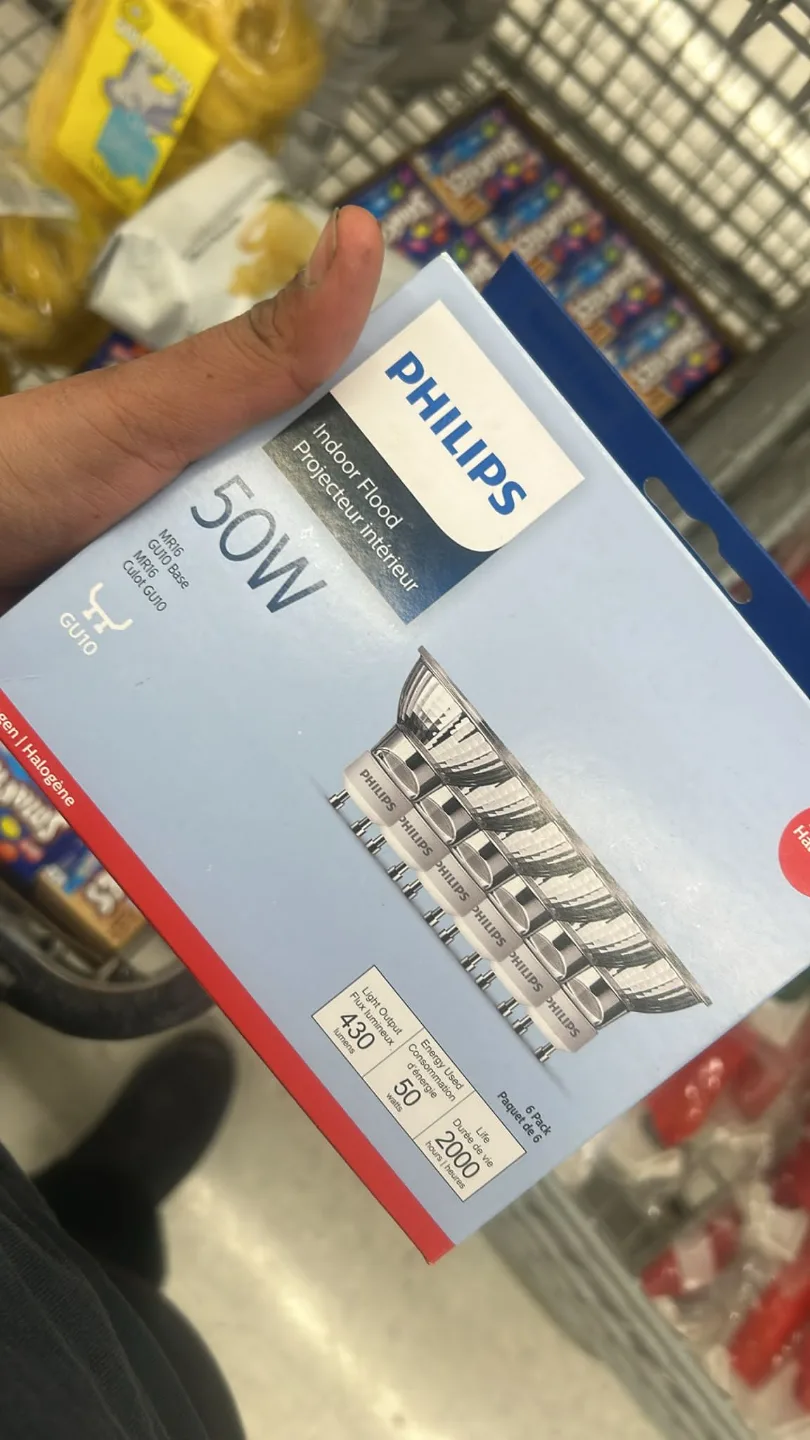 PHILIPS
Indoor Flood
Projecteur intérieur
50W
MR16
GU10 Base
MR16
Culot GU10
GU10
gen | Halogène
PHILIPS
PHILIPS
PHILIPS
PHILIPS
PHILIPS
PHILIPS
Light Output
Flux lumineux
430
lumens
Energy Used
Consommation
d'énergie
50
watts
Life
Durée de vie
2000
hours | heures
6 Pack
Paquet de 6
Ha